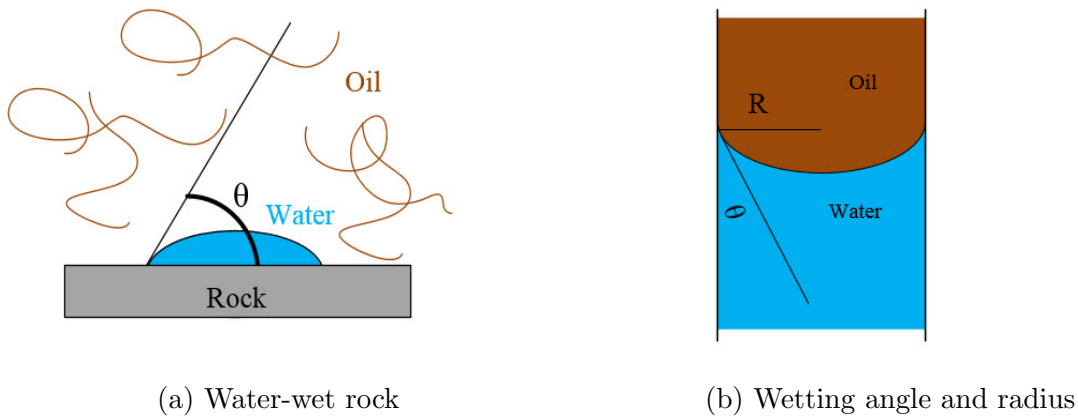 Oil
θ
Water
Rock
(a) Water-wet rock
Oil
R
θ
Water
(b) Wetting angle and radius